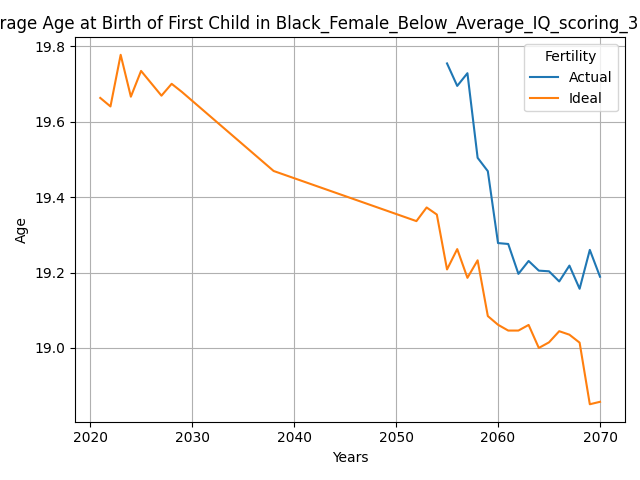 rage Age at Birth of First Child in Black_Female_Below_Average_IQ_scoring_3
Fertility
Actual
Ideal
19.8
19.6
19.4
19.2
19.0
Age
2020 2030 2040 2050 2060 2070
Years